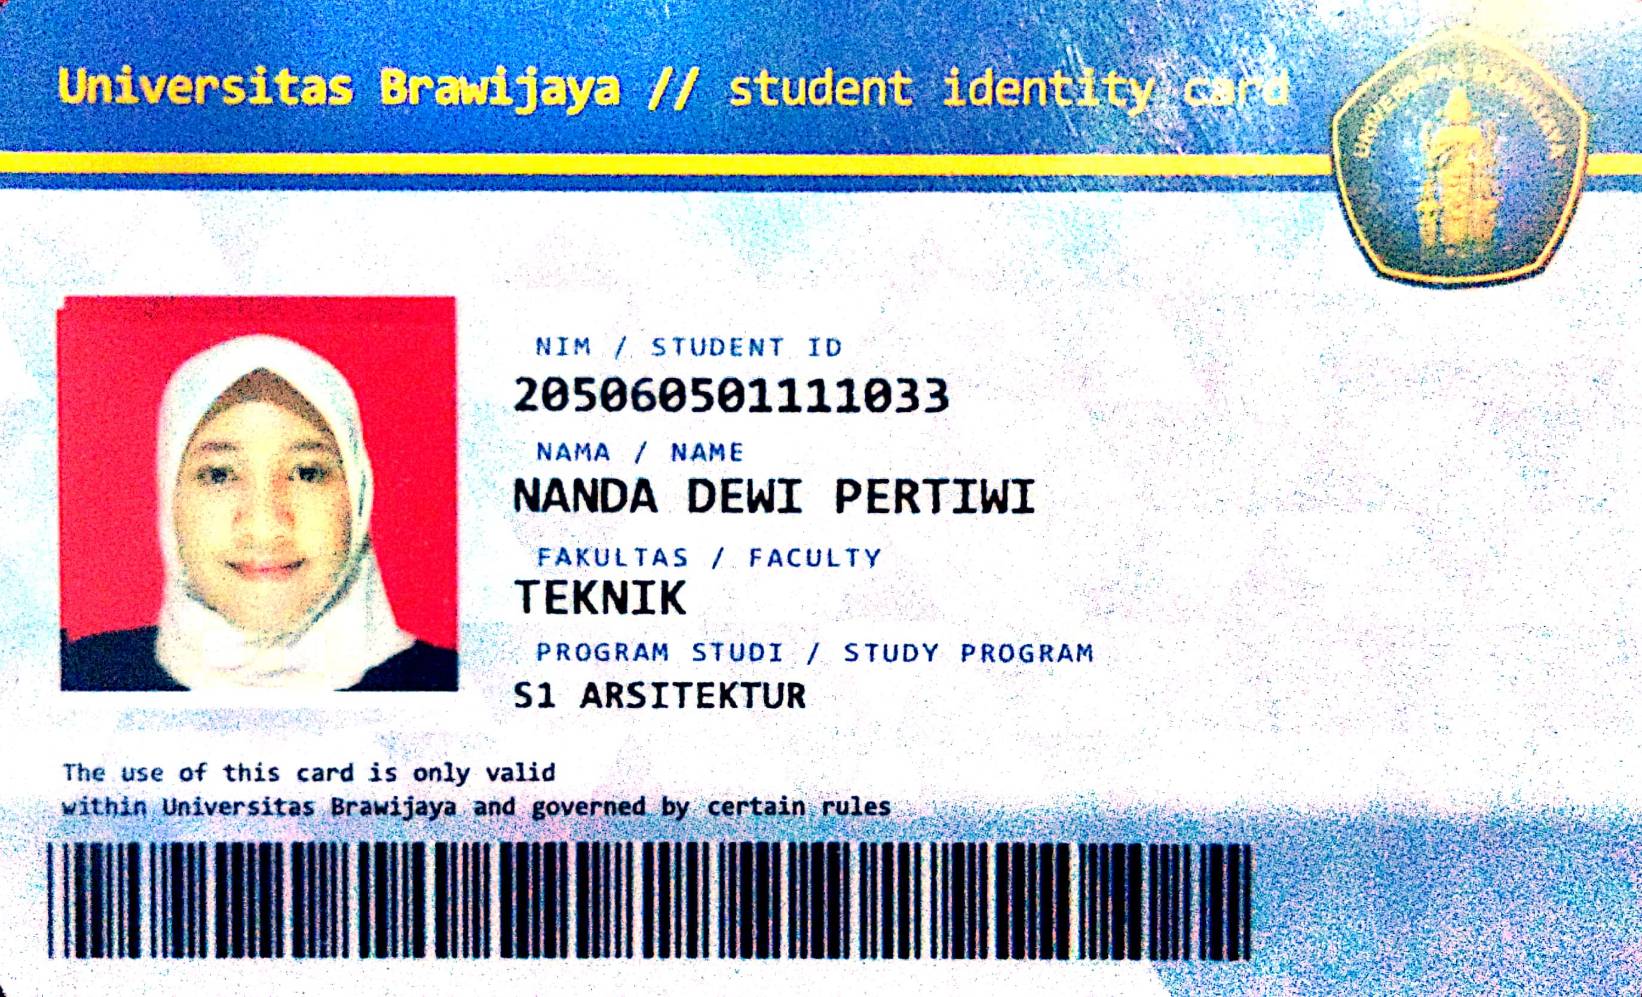 Universitas Brawijaya // student identity card
UNIVERSITAS BRAWIJAYA
NIM / STUDENT ID
205060501111033
NAMA / NAME
NANDA DEWI PERTIWI
FAKULTAS / FACULTY
TEKNIK
PROGRAM STUDI / STUDY PROGRAM
S1 ARSITEKTUR
The use of this card is only valid
within Universitas Brawijaya and governed by certain rules